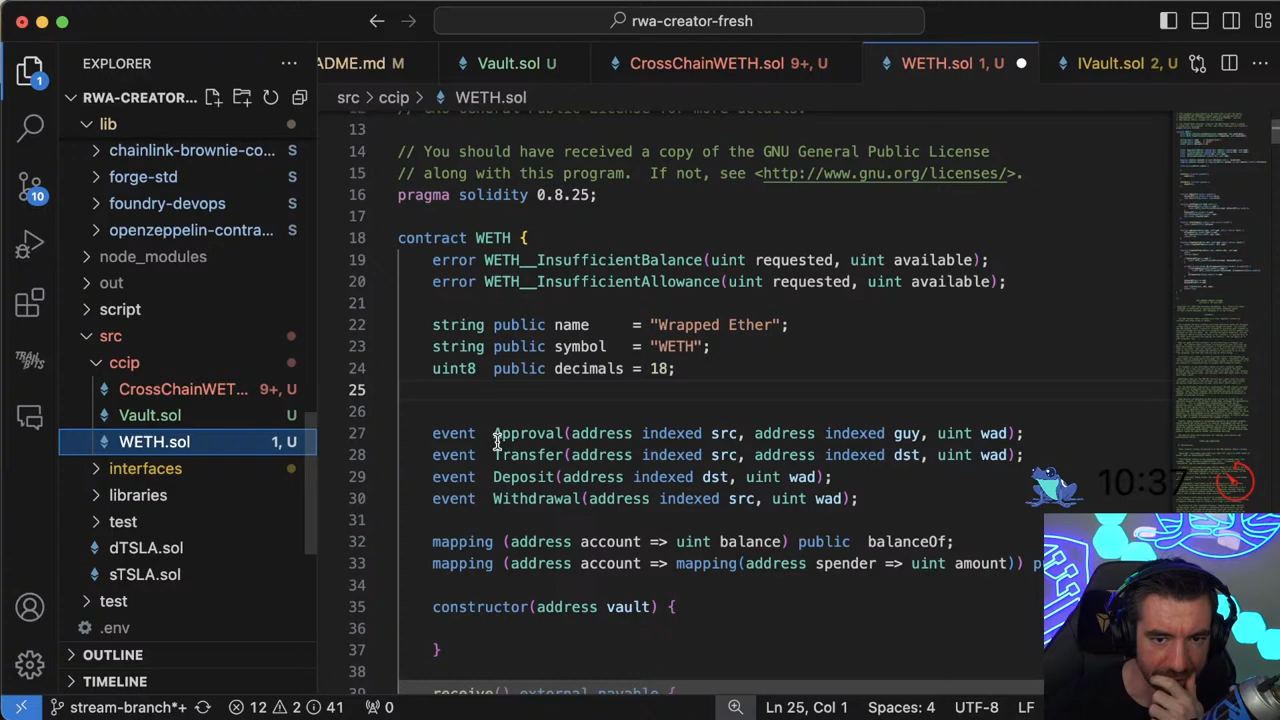 rwa-creator-fresh
EXPLORER
ADME.md M
Vault.sol U
CrossChainWETH.sol 9+, U
WETH.sol 1, U
IVault.sol 2, U
RWA-CREATOR...
src
ccip
WETH.sol
lib
chainlink-brownie-co...
S
forge-std
S
foundry-devops
S
openzeppelin-contra...
S
node_modules
out
script
src
ccip
CrossChainWET...
9+, U
Vault.sol
U
WETH.sol
1, U
interfaces
libraries
test
dTSLA.sol
sTSLA.sol
test
.env
OUTLINE
TIMELINE
1
10
TRAIL OF BITS
13
14 // You should have received a copy of the GNU General Public License
15 // along with this program.  If not, see <http://www.gnu.org/licenses/>.
16 pragma solidity 0.8.25;
17
18 contract WETH {
19 error WETH__InsufficientBalance(uint requested, uint available);
20 error WETH__InsufficientAllowance(uint requested, uint available);
21
22 string public name     = "Wrapped Ether";
23 string public symbol   = "WETH";
24 uint8  public decimals = 18;
25
26
27 event  Approval(address indexed src, address indexed guy, uint wad);
28 event  Transfer(address indexed src, address indexed dst, uint wad);
29 event  Deposit(address indexed dst, uint wad);
30 event  Withdrawal(address indexed src, uint wad);
31
32 mapping (address account => uint balance) public  balanceOf;
33 mapping (address account => mapping(address spender => uint amount)) p
34
35 constructor(address vault) {
36
37 }
38
39 receive() external payable {
10:37
stream-branch*+
12
2
41
0
Ln 25, Col 1
Spaces: 4
UTF-8
LF